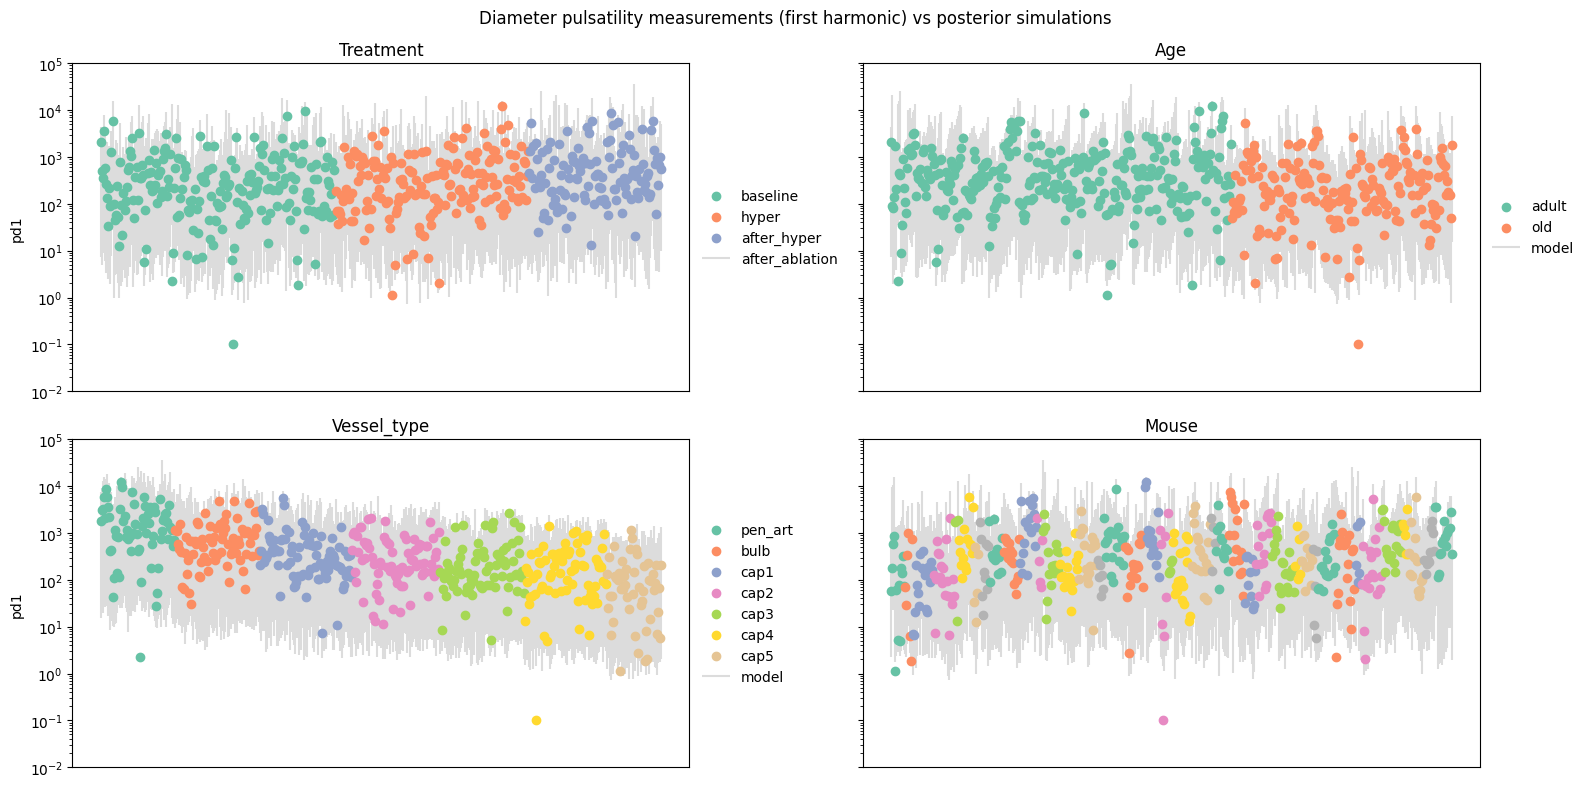 Diameter pulsatility measurements (first harmonic) vs posterior simulations
Treatment
10^5
10^4
10^3
10^2
10^1
10^0
10^-1
10^-2
pd1
baseline
hyper
after_hyper
after_ablation
Age
adult
old
model
Vessel_type
10^5
10^4
10^3
10^2
10^1
10^0
10^-1
10^-2
pd1
pen_art
bulb
cap1
cap2
cap3
cap4
cap5
model
Mouse